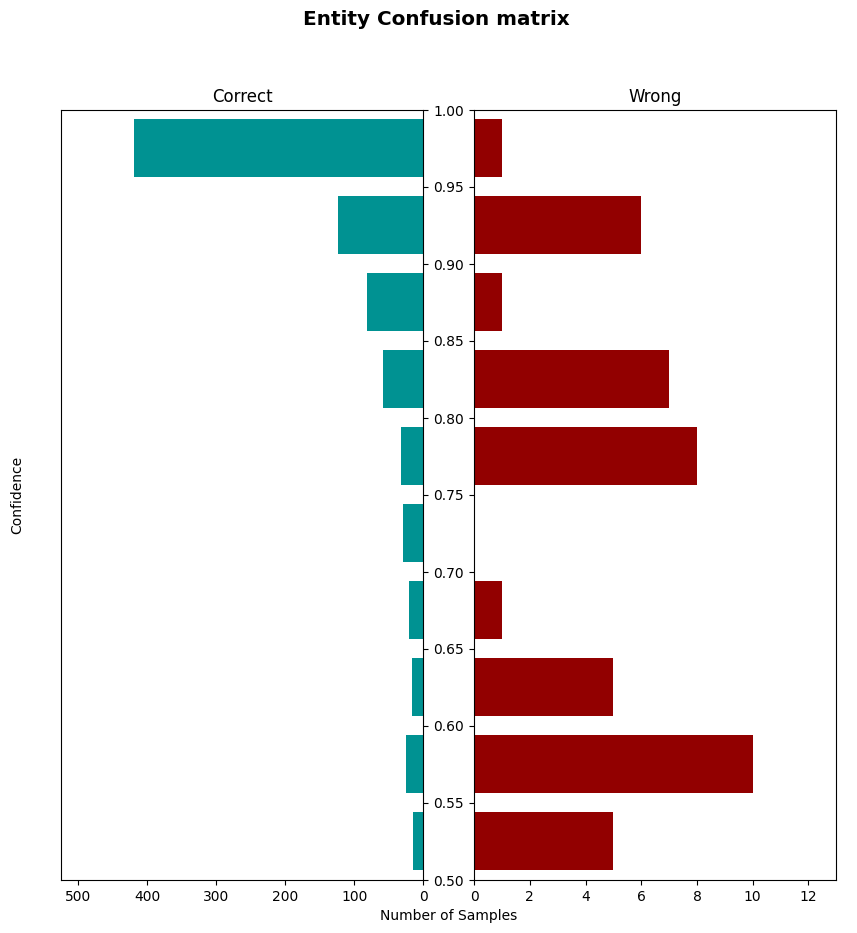 Entity Confusion matrix
Correct
Wrong
1.00
0.95
0.90
0.85
0.80
0.75
0.70
0.65
0.60
0.55
0.50
Confidence
500 400 300 200 100 0
0 2 4 6 8 10 12
Number of Samples